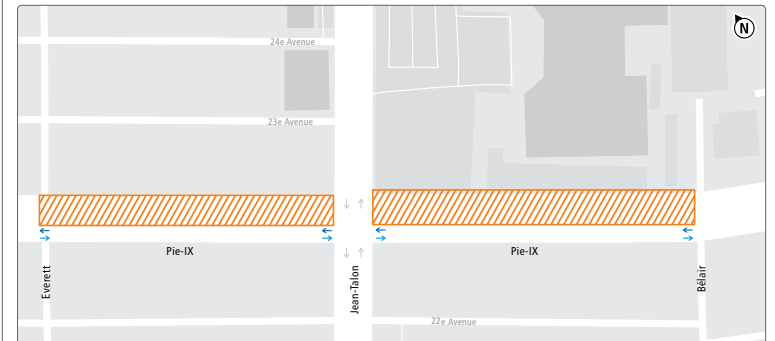 N
24e Avenue
23e Avenue
Pie-IX
Pie-IX
Everett
Jean-Talon
Bélair
22e Avenue